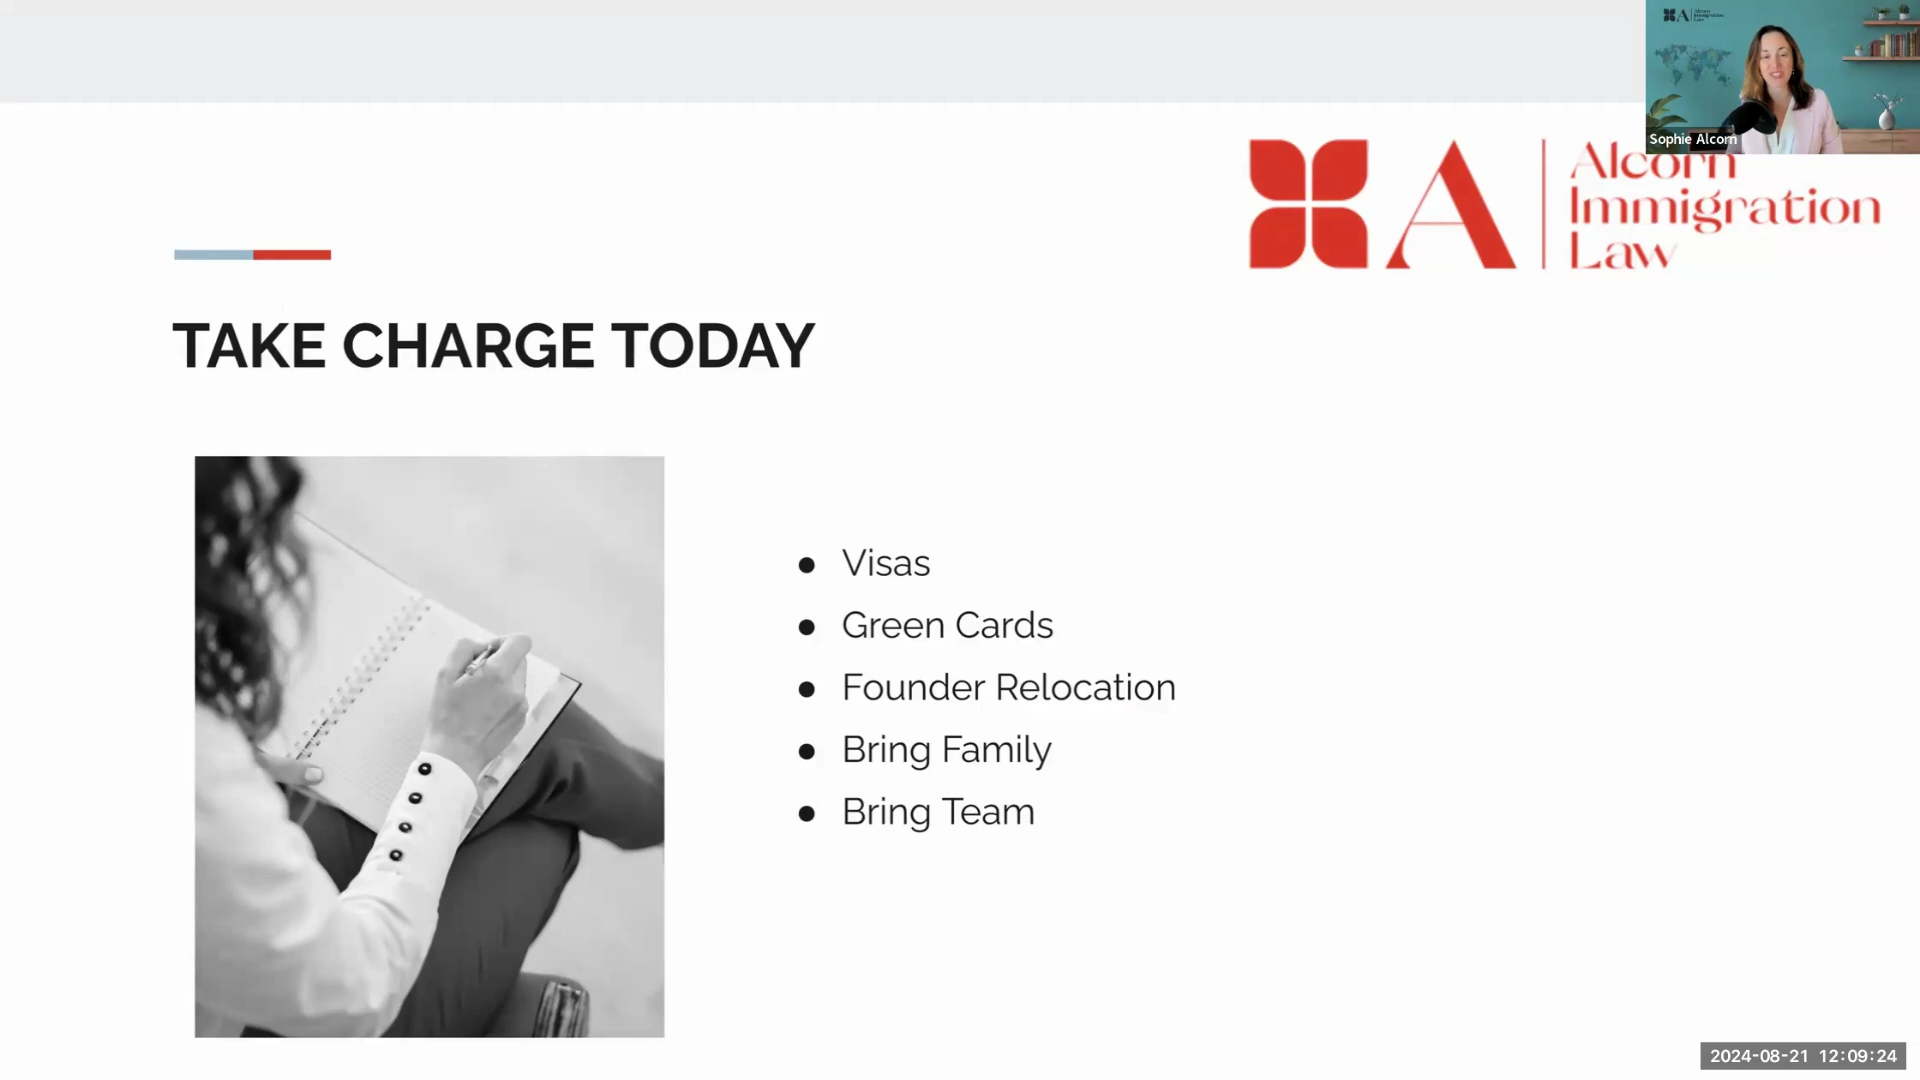 Sophie Alcorn
A
Alcorn
Immigration
Law
TAKE CHARGE TODAY
● Visas
● Green Cards
● Founder Relocation
● Bring Family
● Bring Team
2024-08-21 12:09:24